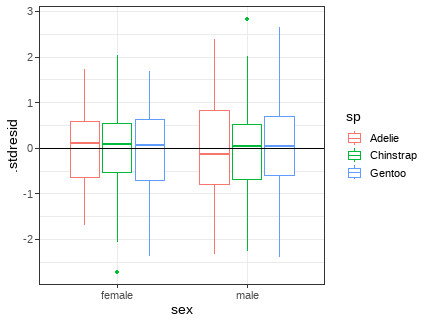 3
2
1
0
-1
-2
.stdresid
female
male
sex
sp
Adelie
Chinstrap
Gentoo